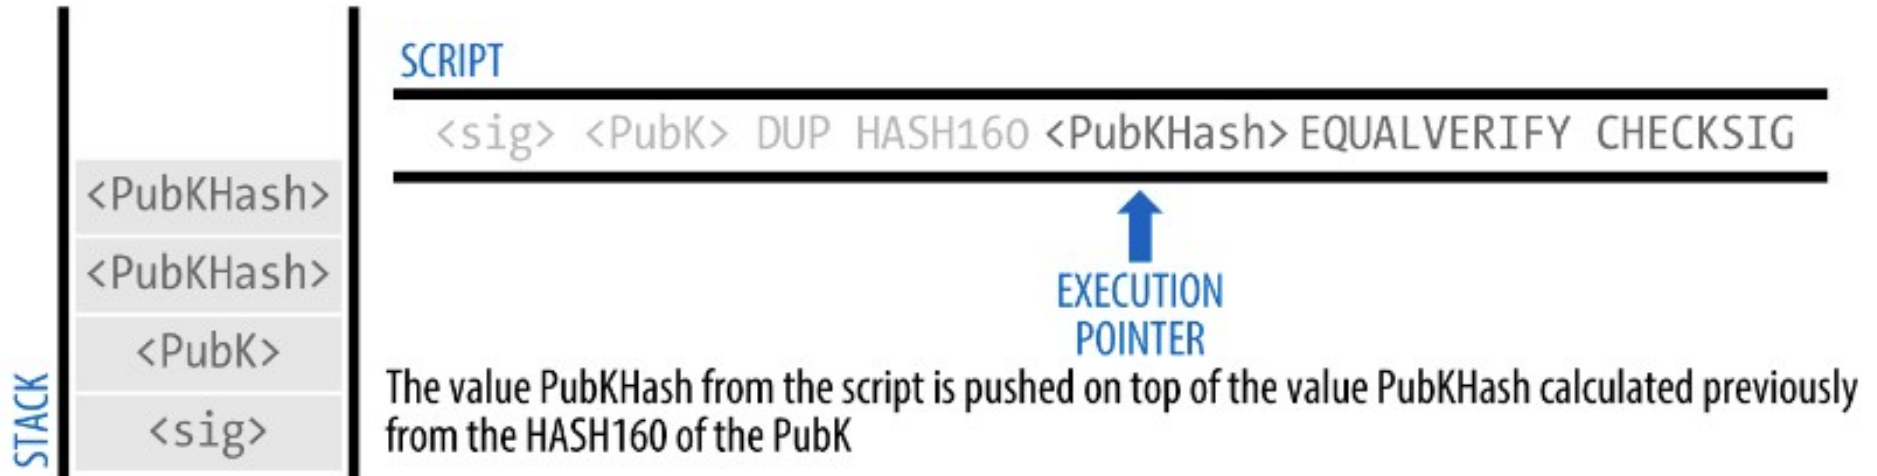 SCRIPT
<sig> <PubK> DUP HASH160 <PubKHash> EQUALVERIFY CHECKSIG
<PubKHash>
<PubKHash>
<PubK>
<sig>
STACK
EXECUTION
POINTER
The value PubKHash from the script is pushed on top of the value PubKHash calculated previously
from the HASH160 of the PubK